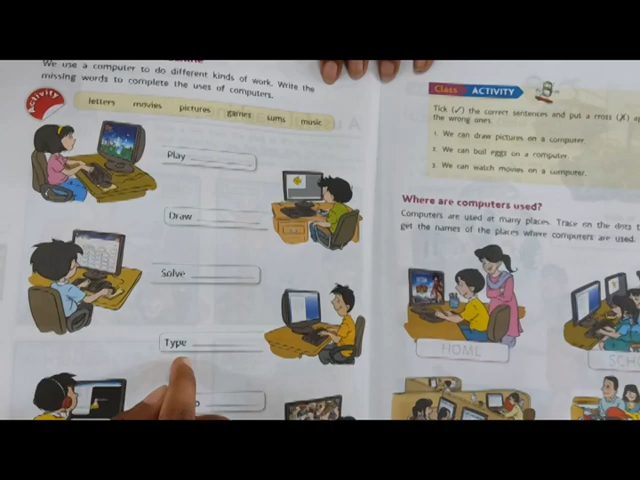 We use a computer to do different kinds of work. Write the
missing words to complete the uses of computers.
Activity
letters movies pictures games sums music
Play
Draw
Solve
Type
Class ACTIVITY
Tick (✓) the correct sentences and put a cross (✗)
the wrong ones.
1. We can draw pictures on a computer.
2. We can boil eggs on a computer.
3. We can watch movies on a computer.
Where are computers used?
Computers are used at many places. Trace on the dots
get the names of the places where computers are used.
HOME